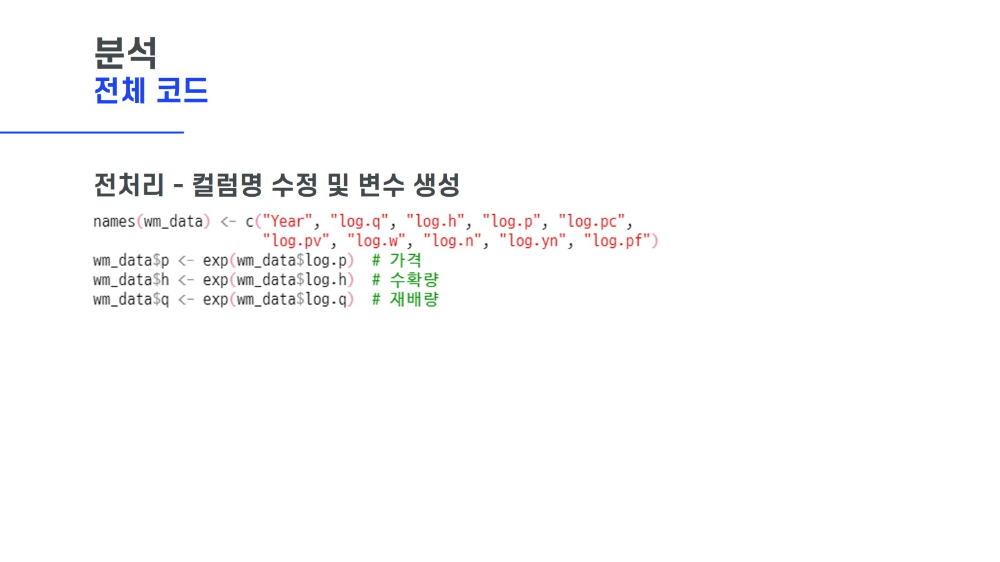 분석
전체 코드
전처리 - 컬럼명 수정 및 변수 생성
names(wm_data) <- c("Year", "log.q", "log.h", "log.p", "log.pc",
"log.pv", "log.w", "log.n", "log.yn", "log.pf")
wm_data$p <- exp(wm_data$log.p)  # 가격
wm_data$h <- exp(wm_data$log.h)  # 수확량
wm_data$q <- exp(wm_data$log.q)  # 재배량